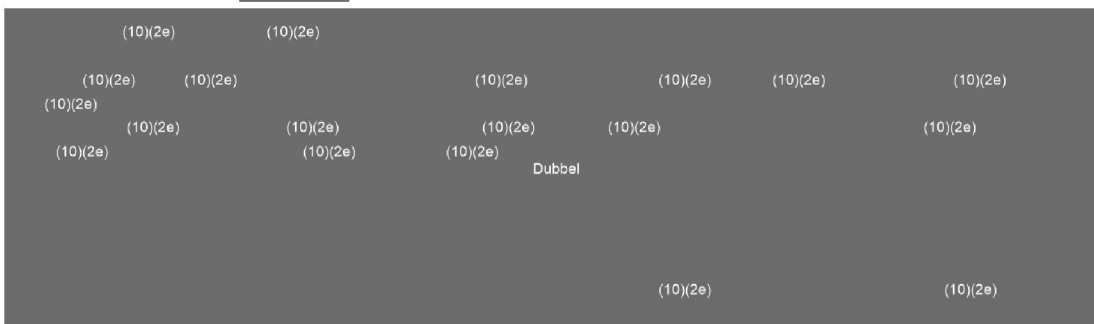 (10)(2e) (10)(2e)
(10)(2e) (10)(2e) (10)(2e) (10)(2e) (10)(2e) (10)(2e)
(10)(2e)
(10)(2e) (10)(2e) (10)(2e) (10)(2e) (10)(2e)
(10)(2e) (10)(2e) (10)(2e)
Dubbel
(10)(2e) (10)(2e)